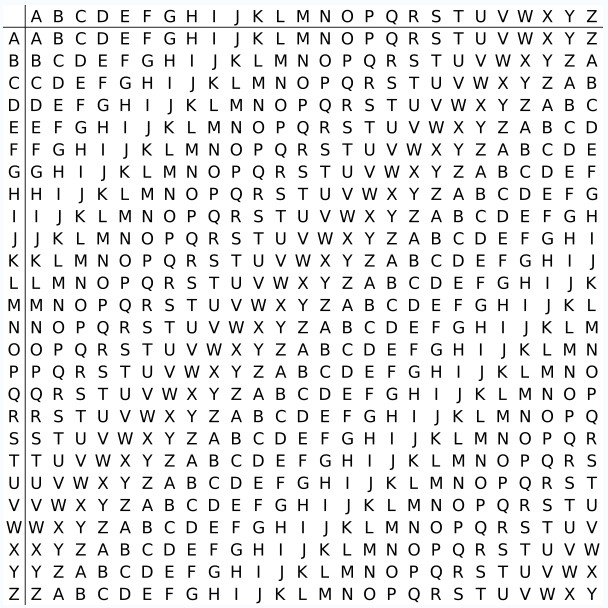 A B C D E F G H I J K L M N O P Q R S T U V W X Y Z
A A B C D E F G H I J K L M N O P Q R S T U V W X Y Z
B B C D E F G H I J K L M N O P Q R S T U V W X Y Z A
C C D E F G H I J K L M N O P Q R S T U V W X Y Z A B
D D E F G H I J K L M N O P Q R S T U V W X Y Z A B C
E E F G H I J K L M N O P Q R S T U V W X Y Z A B C D
F F G H I J K L M N O P Q R S T U V W X Y Z A B C D E
G G H I J K L M N O P Q R S T U V W X Y Z A B C D E F
H H I J K L M N O P Q R S T U V W X Y Z A B C D E F G
I I J K L M N O P Q R S T U V W X Y Z A B C D E F G H
J J K L M N O P Q R S T U V W X Y Z A B C D E F G H I
K K L M N O P Q R S T U V W X Y Z A B C D E F G H I J
L L M N O P Q R S T U V W X Y Z A B C D E F G H I J K
M M N O P Q R S T U V W X Y Z A B C D E F G H I J K L
N N O P Q R S T U V W X Y Z A B C D E F G H I J K L M
O O P Q R S T U V W X Y Z A B C D E F G H I J K L M N
P P Q R S T U V W X Y Z A B C D E F G H I J K L M N O
Q Q R S T U V W X Y Z A B C D E F G H I J K L M N O P
R R S T U V W X Y Z A B C D E F G H I J K L M N O P Q
S S T U V W X Y Z A B C D E F G H I J K L M N O P Q R
T T U V W X Y Z A B C D E F G H I J K L M N O P Q R S
U U V W X Y Z A B C D E F G H I J K L M N O P Q R S T
V V W X Y Z A B C D E F G H I J K L M N O P Q R S T U
W W X Y Z A B C D E F G H I J K L M N O P Q R S T U V
X X Y Z A B C D E F G H I J K L M N O P Q R S T U V W
Y Y Z A B C D E F G H I J K L M N O P Q R S T U V W X
Z Z A B C D E F G H I J K L M N O P Q R S T U V W X Y